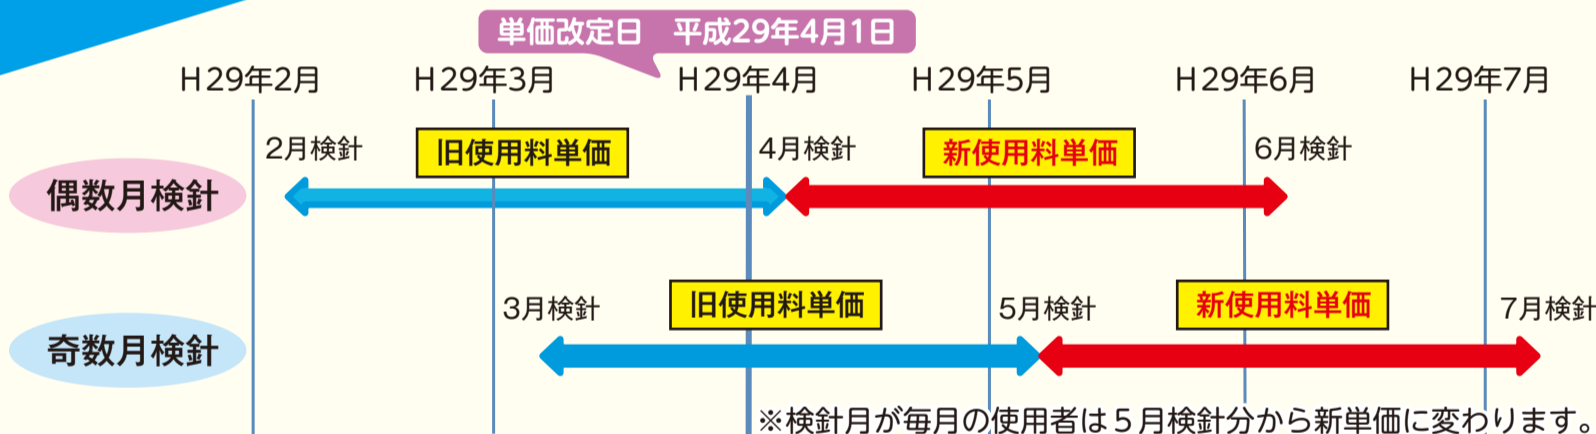 単価改定日　平成29年4月1日
H29年2月　H29年3月　H29年4月　H29年5月　H29年6月　H29年7月
2月検針　旧使用料単価　4月検針　新使用料単価　6月検針
偶数月検針
3月検針　旧使用料単価　5月検針　新使用料単価　7月検針
奇数月検針
※検針月が毎月の使用者は５月検針分から新単価に変わります。